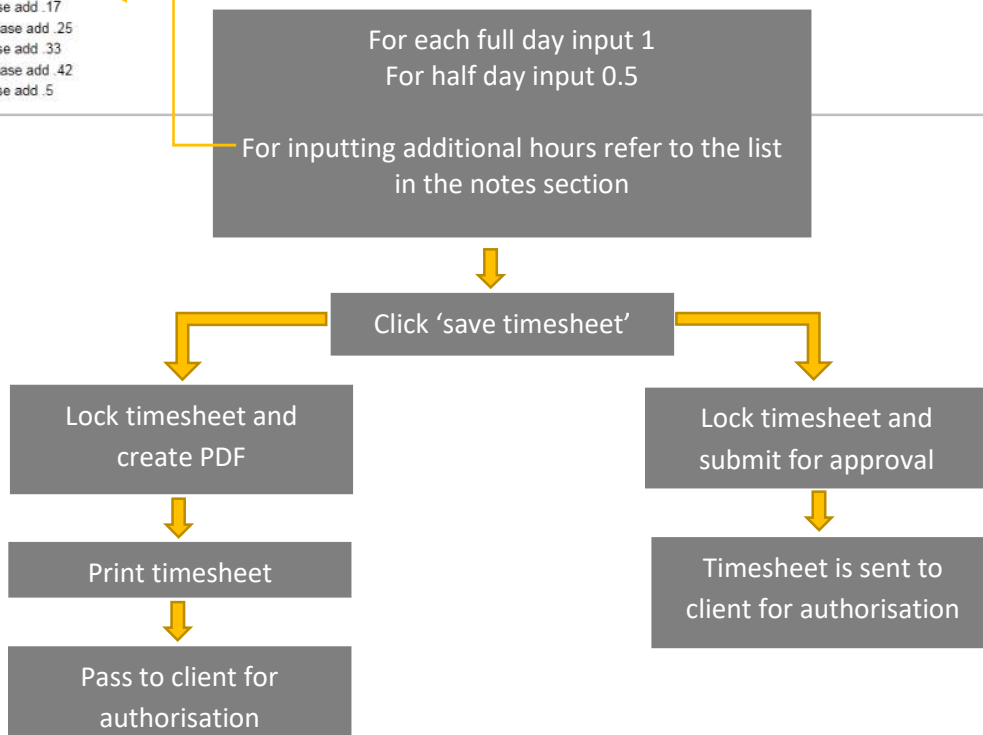 se add .17
ase add .25
se add .33
ase add .42
se add .5
For each full day input 1
For half day input 0.5
For inputting additional hours refer to the list
in the notes section
Click ‘save timesheet’
Lock timesheet and
create PDF
Print timesheet
Pass to client for
authorisation
Lock timesheet and
submit for approval
Timesheet is sent to
client for authorisation